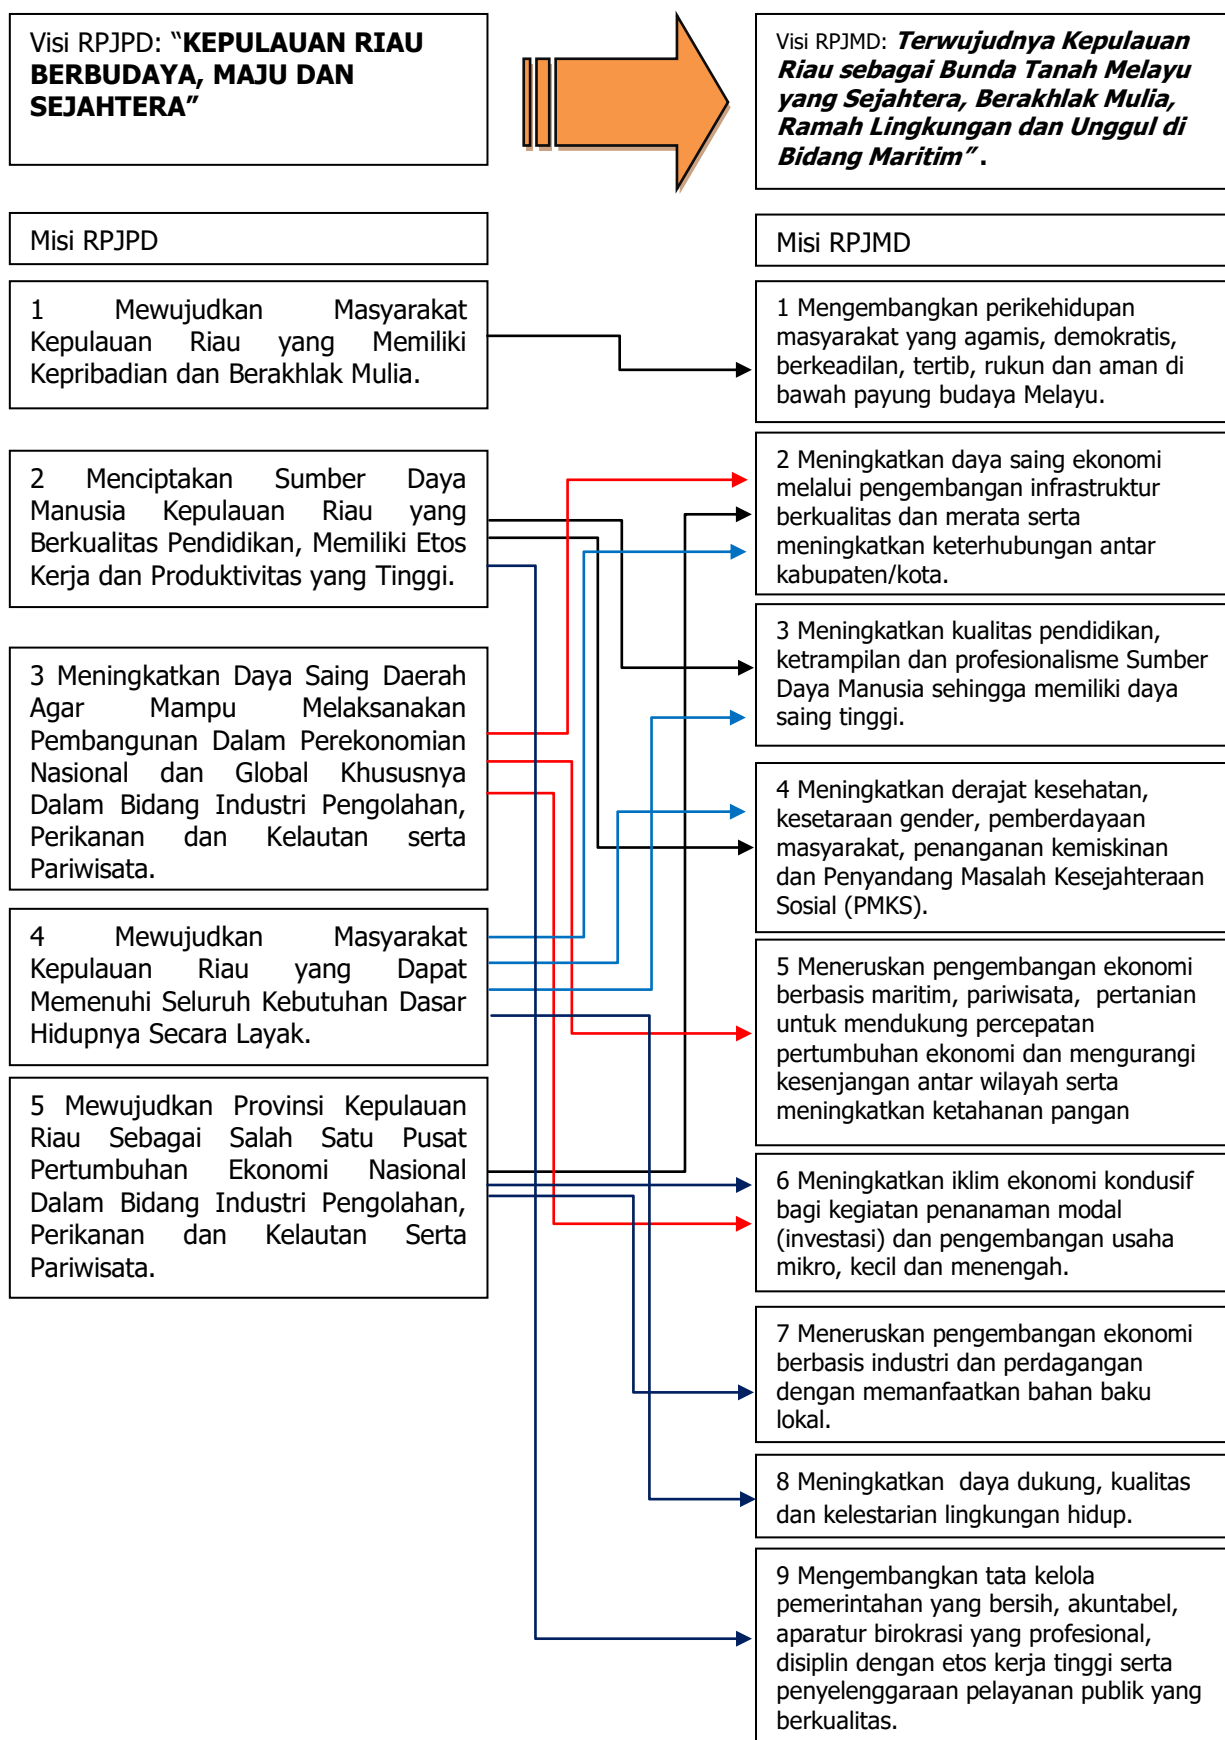 Visi RPJPD: “KEPULAUAN RIAU
BERBUDAYA, MAJU DAN
SEJAHTERA”
Visi RPJMD: Terwujudnya Kepulauan
Riau sebagai Bunda Tanah Melayu
yang Sejahtera, Berakhlak Mulia,
Ramah Lingkungan dan Unggul di
Bidang Maritim”.
Misi RPJPD
Misi RPJMD
1 Mewujudkan Masyarakat
Kepulauan Riau yang Memiliki
Kepribadian dan Berakhlak Mulia.
2 Menciptakan Sumber Daya
Manusia Kepulauan Riau yang
Berkualitas Pendidikan, Memiliki Etos
Kerja dan Produktivitas yang Tinggi.
3 Meningkatkan Daya Saing Daerah
Agar Mampu Melaksanakan
Pembangunan Dalam Perekonomian
Nasional dan Global Khususnya
Dalam Bidang Industri Pengolahan,
Perikanan dan Kelautan serta
Pariwisata.
4 Mewujudkan Masyarakat
Kepulauan Riau yang Dapat
Memenuhi Seluruh Kebutuhan Dasar
Hidupnya Secara Layak.
5 Mewujudkan Provinsi Kepulauan
Riau Sebagai Salah Satu Pusat
Pertumbuhan Ekonomi Nasional
Dalam Bidang Industri Pengolahan,
Perikanan dan Kelautan Serta
Pariwisata.
1 Mengembangkan perikehidupan
masyarakat yang agamis, demokratis,
berkeadilan, tertib, rukun dan aman di
bawah payung budaya Melayu.
2 Meningkatkan daya saing ekonomi
melalui pengembangan infrastruktur
berkualitas dan merata serta
meningkatkan keterhubungan antar
kabupaten/kota.
3 Meningkatkan kualitas pendidikan,
ketrampilan dan profesionalisme Sumber
Daya Manusia sehingga memiliki daya
saing tinggi.
4 Meningkatkan derajat kesehatan,
kesetaraan gender, pemberdayaan
masyarakat, penanganan kemiskinan
dan Penyandang Masalah Kesejahteraan
Sosial (PMKS).
5 Meneruskan pengembangan ekonomi
berbasis maritim, pariwisata, pertanian
untuk mendukung percepatan
pertumbuhan ekonomi dan mengurangi
kesenjangan antar wilayah serta
meningkatkan ketahanan pangan
6 Meningkatkan iklim ekonomi kondusif
bagi kegiatan penanaman modal
(investasi) dan pengembangan usaha
mikro, kecil dan menengah.
7 Meneruskan pengembangan ekonomi
berbasis industri dan perdagangan
dengan memanfaatkan bahan baku
lokal.
8 Meningkatkan daya dukung, kualitas
dan kelestarian lingkungan hidup.
9 Mengembangkan tata kelola
pemerintahan yang bersih, akuntabel,
aparatur birokrasi yang profesional,
disiplin dengan etos kerja tinggi serta
penyelenggaraan pelayanan publik yang
berkualitas.